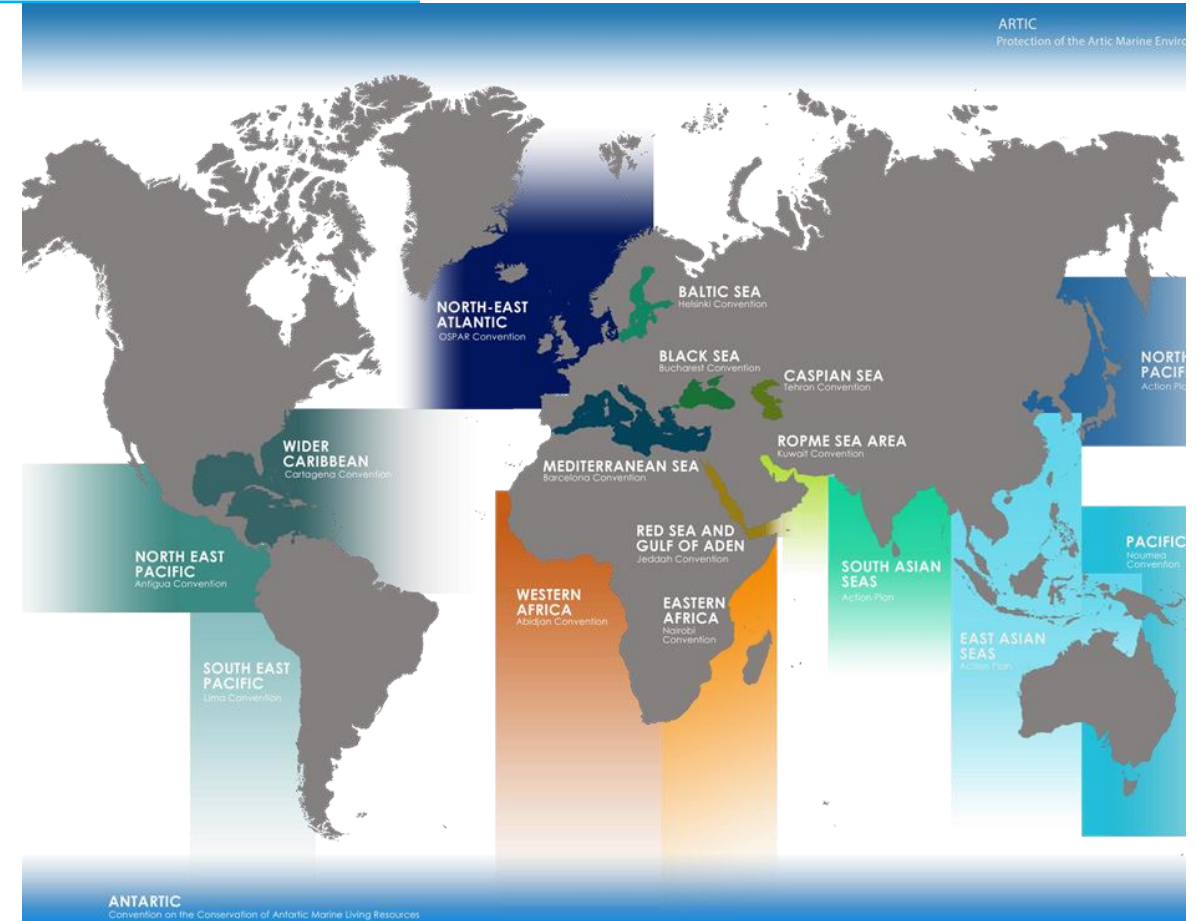 ARTIC
Protection of the Artic Marine
NORTH-EAST
ATLANTIC
OSPAR Convention
BALTIC SEA
Helsinki Convention
BLACK SEA
Bucharest Convention
CASPIAN SEA
Tehran Convention
NORTH
PACIF
Action
WIDER
CARIBBEAN
Cartagena Convention
ROPME SEA AREA
Kuwait Convention
MEDITERRANEAN SEA
Barcelona Convention
NORTH EAST
PACIFIC
Antigua Convention
RED SEA AND
GULF OF ADEN
Jeddah Convention
PACIFIC
Noumea
Convention
SOUTH ASIAN
SEAS
Action Plan
WESTERN
AFRICA
Abidjan Convention
EASTERN
AFRICA
Nairobi
Convention
EAST ASIAN
SEAS
Action Plan
SOUTH EAST
PACIFIC
Lima Convention
ANTARTIC
Convention on the Conservation of Antartic Marine Living Resources